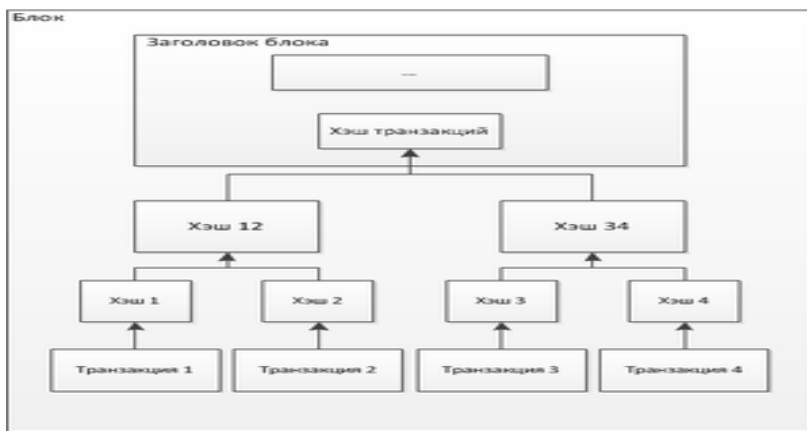 Блок
Заголовок блока
...
Хэш транзакций
Хэш 12
Хэш 34
Хэш 1
Хэш 2
Хэш 3
Хэш 4
Транзакция 1
Транзакция 2
Транзакция 3
Транзакция 4